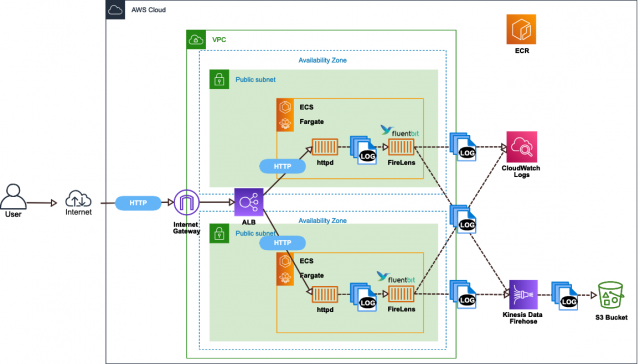 AWS Cloud
VPC
ECR
Availability Zone
Public subnet
ECS
Fargate
fluentbit
LOG
LOG
httpd
FireLens
HTTP
CloudWatch
Logs
User
Internet
HTTP
Internet
Gateway
ALB
Availability Zone
LOG
Public subnet
HTTP
ECS
Fargate
fluentbit
LOG
LOG
LOG
httpd
FireLens
Kinesis Data
Firehose
S3 Bucket